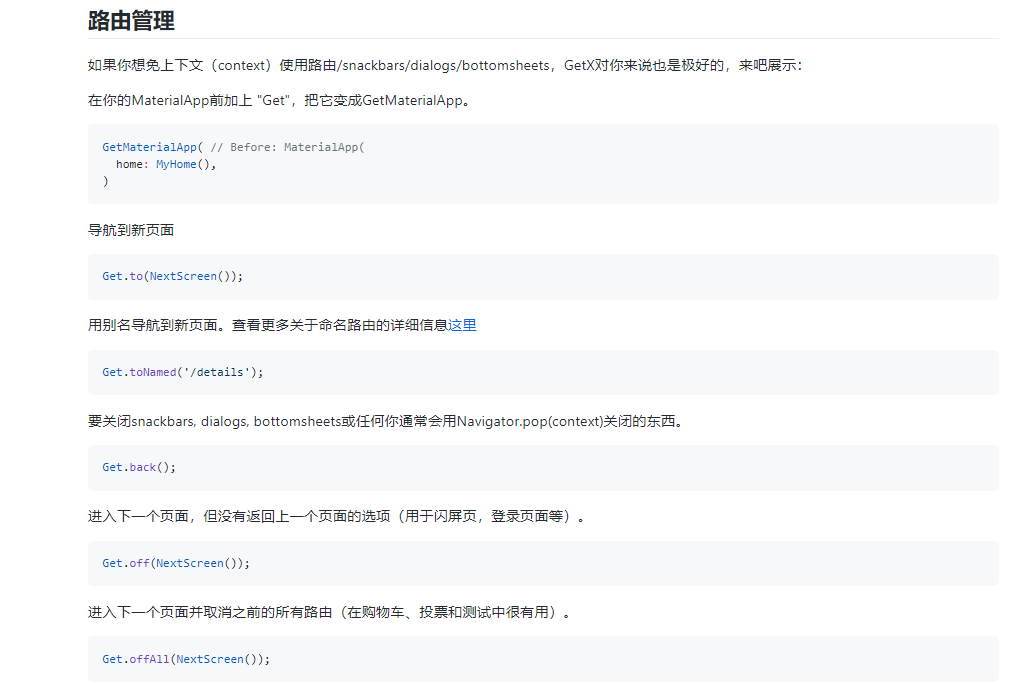 路由管理
如果你想免上下文（context）使用路由/snackbars/dialogs/bottomsheets，GetX对你来说也是极好的，来吧展示：
在你的MaterialApp前加上 "Get"，把它变成GetMaterialApp。
GetMaterialApp( // Before: MaterialApp(
  home: MyHome(),
)
导航到新页面
Get.to(NextScreen());
用别名导航到新页面。查看更多关于命名路由的详细信息这里
Get.toNamed('/details');
要关闭snackbars, dialogs, bottomsheets或任何你通常会用Navigator.pop(context)关闭的东西。
Get.back();
进入下一个页面，但没有返回上一个页面的选项（用于闪屏页，登录页面等）。
Get.off(NextScreen());
进入下一个页面并取消之前的所有路由（在购物车、投票和测试中很有用）。
Get.offAll(NextScreen());